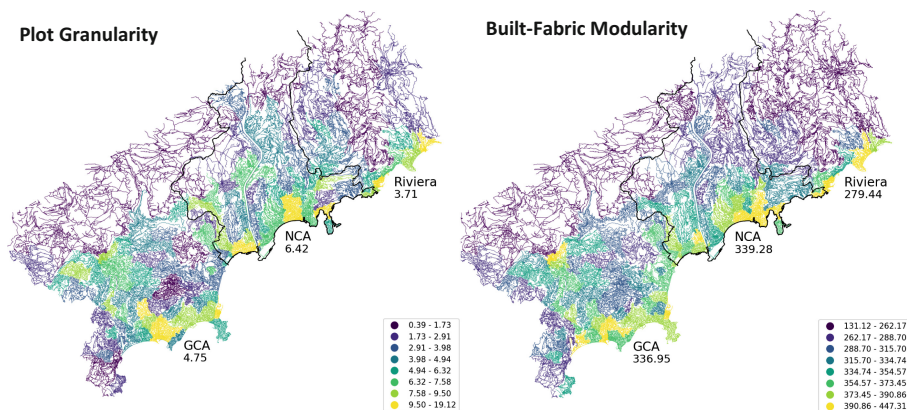 Plot Granularity
Riviera
3.71
NCA
6.42
GCA
4.75
0.39 - 1.73
1.73 - 2.91
2.91 - 3.98
3.98 - 4.94
4.94 - 6.32
6.32 - 7.58
7.58 - 9.50
9.50 - 19.12
Built-Fabric Modularity
Riviera
279.44
NCA
339.28
GCA
336.95
131.12 - 262.17
262.17 - 288.70
288.70 - 315.70
315.70 - 334.74
334.74 - 354.57
354.57 - 373.45
373.45 - 390.86
390.86 - 447.31